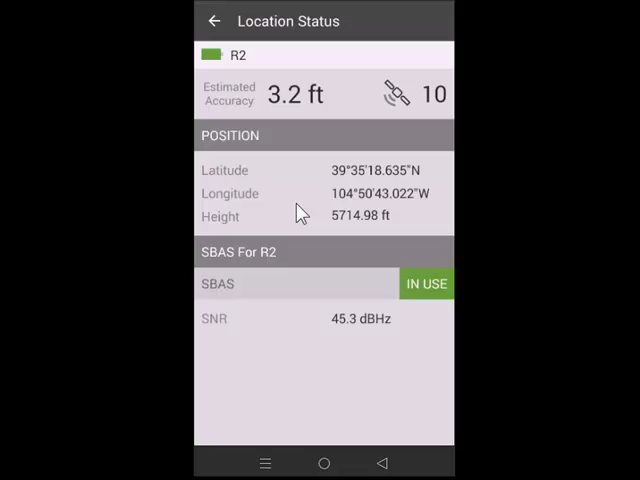 Location Status
R2
Estimated Accuracy 3.2 ft 10
POSITION
Latitude 39°35'18.635"N
Longitude 104°50'43.022"W
Height 5714.98 ft
SBAS For R2
SBAS IN USE
SNR 45.3 dBHz